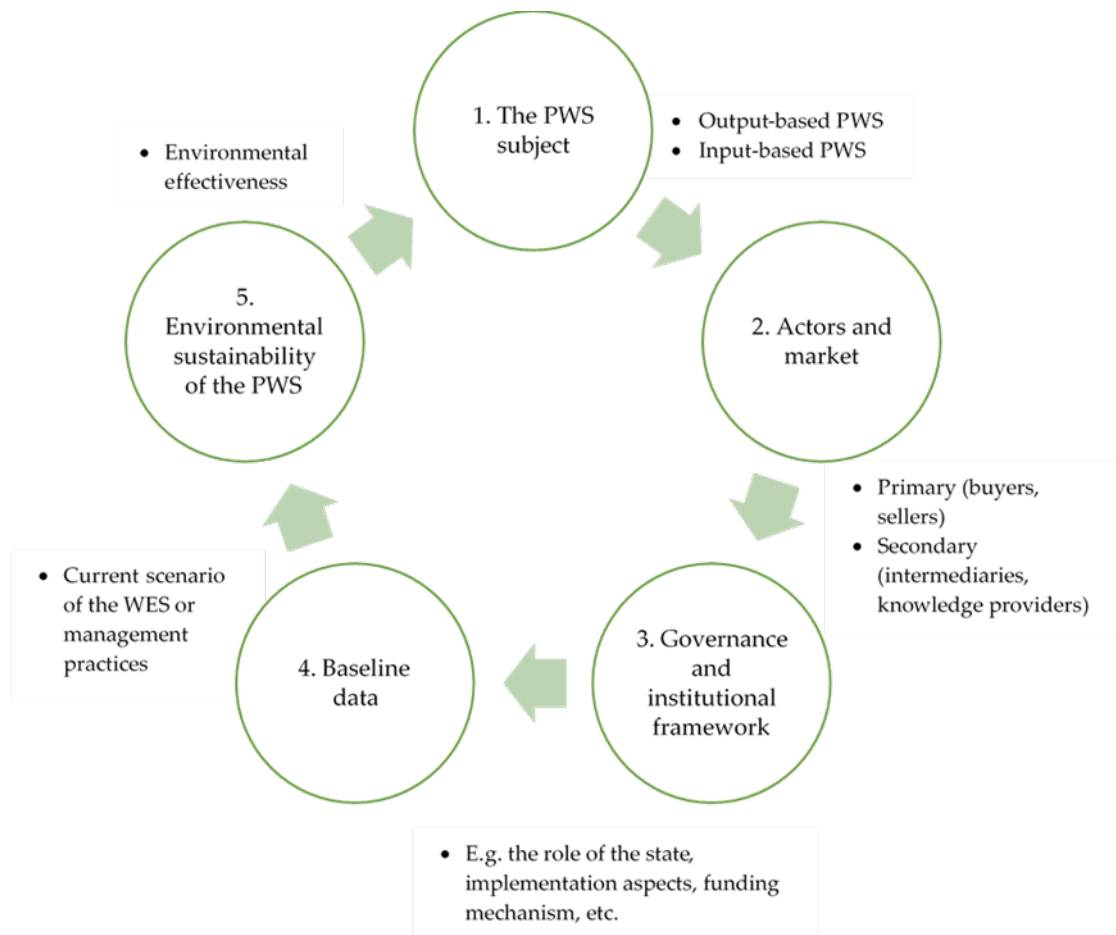 1. The PWS
subject
• Output-based PWS
• Input-based PWS
2. Actors and
market
• Primary (buyers,
sellers)
• Secondary
(intermediaries,
knowledge providers)
3. Governance
and
institutional
framework
• E.g. the role of the state,
implementation aspects, funding
mechanism, etc.
4. Baseline
data
• Current scenario
of the WES or
management
practices
5.
Environmental
sustainability
of the PWS
• Environmental
effectiveness